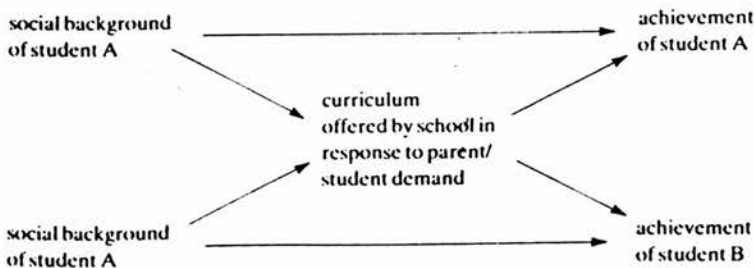 social background
of student A
achievement
of student A
curriculum
offered by school in
response to parent/
student demand
social background
of student A
achievement
of student B